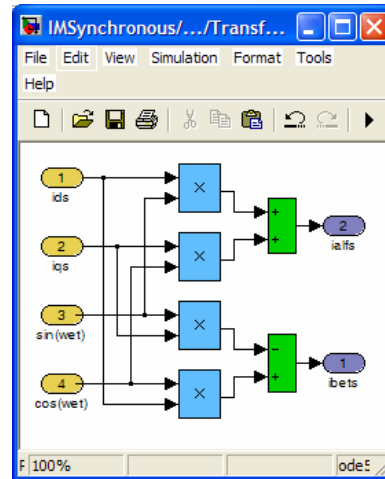 IMSynchronous/.../Transf...
File Edit View Simulation Format Tools
Help
1
ids
2
iqs
3
sin(wet)
4
cos(wet)
×
×
×
×
+
+
−
+
2
ialfs
1
ibets
F 100% ode5